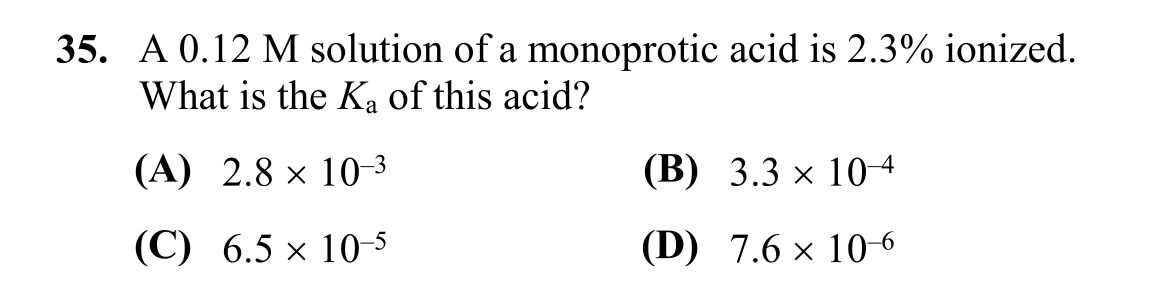 35. A 0.12 M solution of a monoprotic acid is 2.3% ionized.
What is the Kₐ of this acid?
(A) 2.8 × 10⁻³ (B) 3.3 × 10⁻⁴
(C) 6.5 × 10⁻⁵ (D) 7.6 × 10⁻⁶